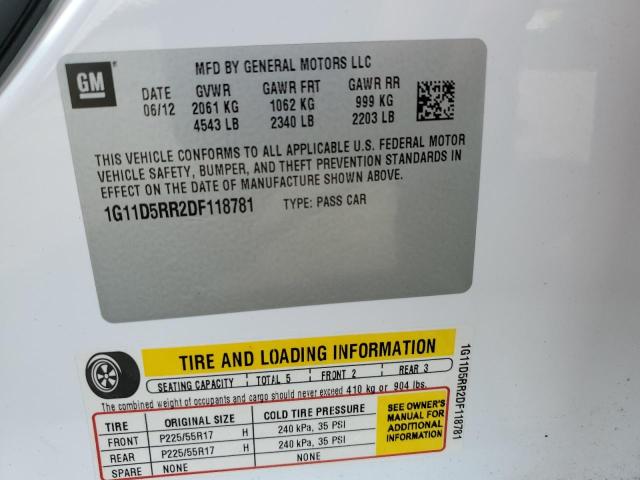 GM
MFD BY GENERAL MOTORS LLC
DATE GVWR GAWR FRT GAWR RR
06/12 2061 KG 1062 KG 999 KG
4543 LB 2340 LB 2203 LB
THIS VEHICLE CONFORMS TO ALL APPLICABLE U.S. FEDERAL MOTOR
VEHICLE SAFETY, BUMPER, AND THEFT PREVENTION STANDARDS IN
EFFECT ON THE DATE OF MANUFACTURE SHOWN ABOVE.
1G11D5RR2DF118781 TYPE: PASS CAR
TIRE AND LOADING INFORMATION
SEATING CAPACITY TOTAL 5 FRONT 2 REAR 3
The combined weight of occupants and cargo should never exceed 410 kg or 904 lbs.
TIRE ORIGINAL SIZE COLD TIRE PRESSURE
FRONT P225/55R17 H 240 kPa, 35 PSI
REAR P225/55R17 H 240 kPa, 35 PSI
SPARE NONE NONE
SEE OWNER'S
MANUAL FOR
ADDITIONAL
INFORMATION
1G11D5RR2DF118781